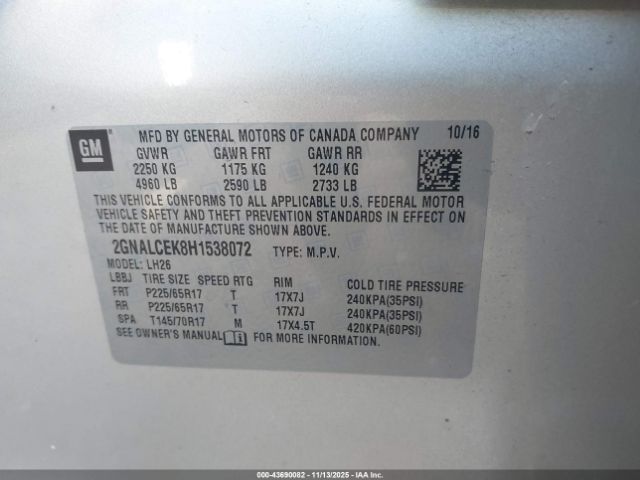 GM
MFD BY GENERAL MOTORS OF CANADA COMPANY 10/16
GVWR GAWR FRT GAWR RR
2250 KG 1175 KG 1240 KG
4960 LB 2590 LB 2733 LB
THIS VEHICLE CONFORMS TO ALL APPLICABLE U.S. FEDERAL MOTOR
VEHICLE SAFETY AND THEFT PREVENTION STANDARDS IN EFFECT ON
THE DATE OF MANUFACTURE SHOWN ABOVE.
2GNALCEK8H1538072 TYPE: M.P.V.
MODEL: LH26
LBBJ TIRE SIZE SPEED RTG RIM COLD TIRE PRESSURE
FRT P225/65R17 T 17X7J 240KPA(35PSI)
RR P225/65R17 T 17X7J 240KPA(35PSI)
SPA T145/70R17 M 17X4.5T 420KPA(60PSI)
SEE OWNER'S MANUAL FOR MORE INFORMATION.
000-43690082 - 11/13/2025 - IAAI.CA